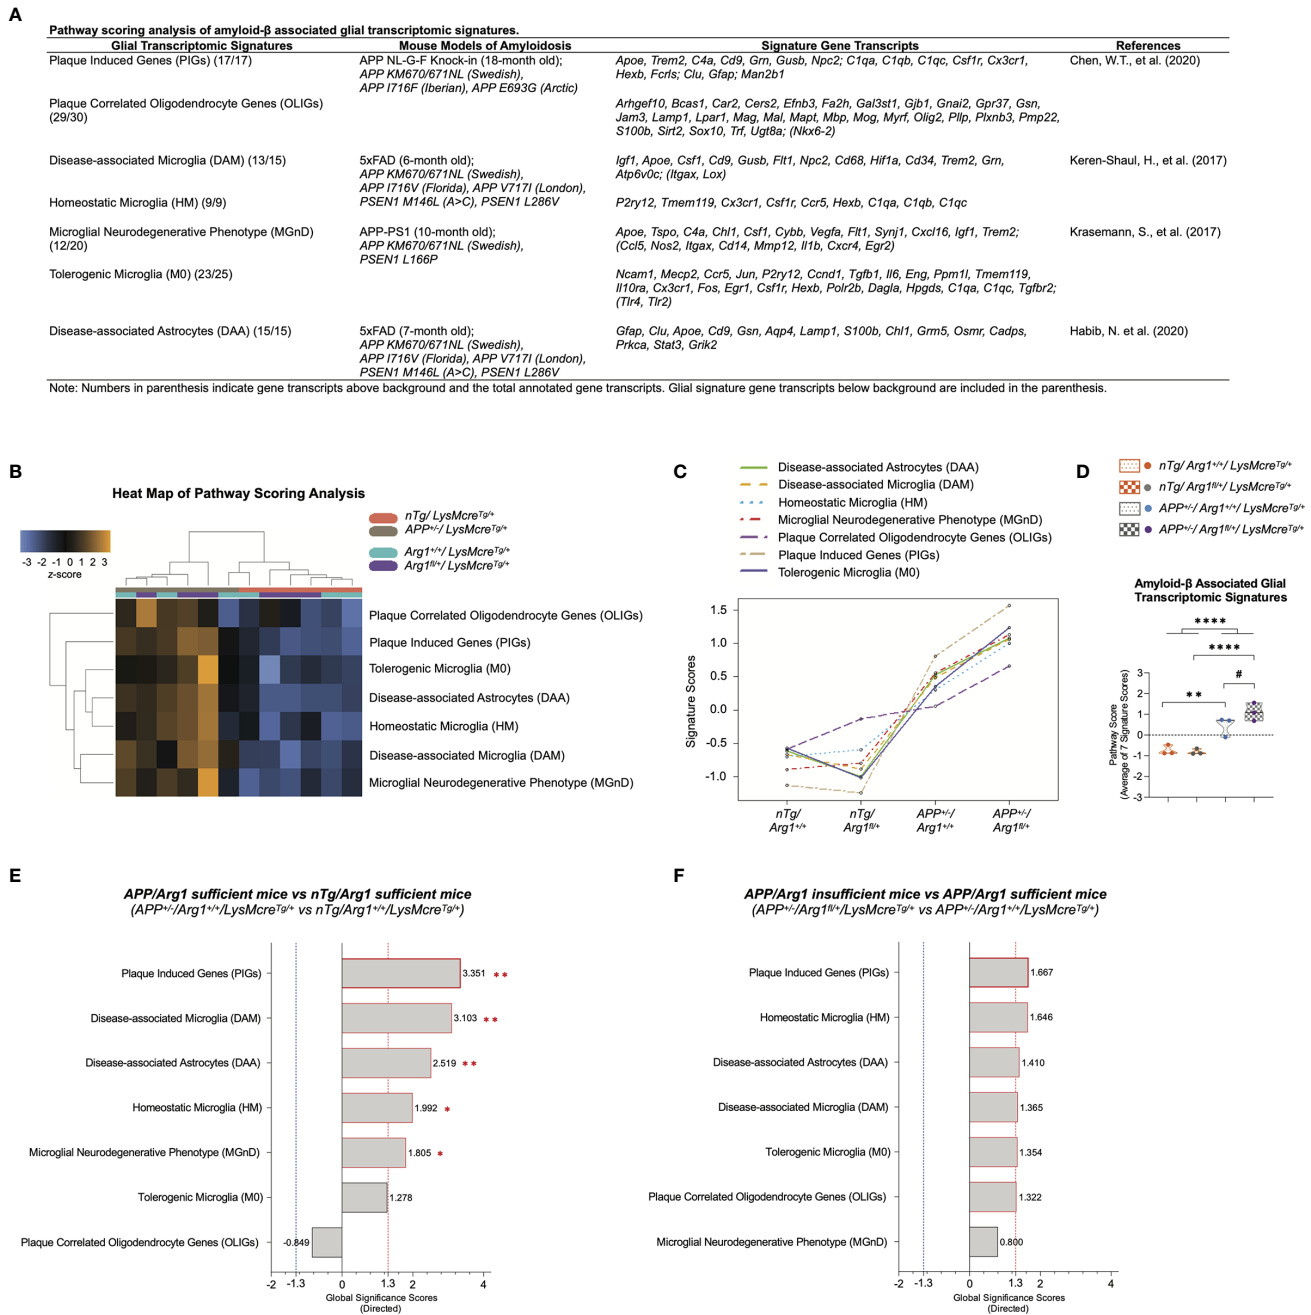 A
Pathway scoring analysis of amyloid-β associated glial transcriptomic signatures.
Glial Transcriptomic Signatures Mouse Models of Amyloidosis Signature Gene Transcripts References
Plaque Induced Genes (PIGs) (17/17) APP NL-G-F Knock-in (18-month old); Apoe, Trem2, C4a, Cd9, Grn, Gusb, Npc2; C1qa, C1qb, C1qc, Csf1r, Cx3cr1, Chen, W.T., et al. (2020)
APP KM670/671NL (Swedish), Hexb, Fcrls; Clu, Gfap; Man2b1
APP I716F (Iberian), APP E693G (Arctic)
Plaque Correlated Oligodendrocyte Genes (OLIGs) Arhgef10, Bcas1, Car2, Cers2, Efnb3, Fa2h, Gal3st1, Gjb1, Gnai2, Gpr37, Gsn,
(29/30) Jam3, Lamp1, Lpar1, Mag, Mal, Mapt, Mbp, Mog, Myrf, Olig2, Pllp, Plxnb3, Pmp22,
S100b, Sirt2, Sox10, Trf, Ugt8a; (Nkx6-2)
Disease-associated Microglia (DAM) (13/15) 5xFAD (6-month old); Igf1, Apoe, Csf1, Cd9, Gusb, Flt1, Npc2, Cd68, Hif1a, Cd34, Trem2, Grn, Keren-Shaul, H., et al. (2017)
APP KM670/671NL (Swedish), Atp6v0c; (Itgax, Lox)
APP I716V (Florida), APP V717I (London),
Homeostatic Microglia (HM) (9/9) PSEN1 M146L (A>C), PSEN1 L286V P2ry12, Tmem119, Cx3cr1, Csf1r, Ccr5, Hexb, C1qa, C1qb, C1qc
Microglial Neurodegenerative Phenotype (MGnD) APP-PS1 (10-month old); Apoe, Tspo, C4a, Chl1, Csf1, Cybb, Vegfa, Flt1, Synj1, Cxcl16, Igf1, Trem2; Krasemann, S., et al. (2017)
(12/20) APP KM670/671NL (Swedish), (Ccl5, Nos2, Itgax, Cd14, Mmp12, Il1b, Cxcr4, Egr2)
PSEN1 L166P
Tolerogenic Microglia (M0) (23/25) Ncam1, Mecp2, Ccr5, Jun, P2ry12, Ccnd1, Tgfb1, Il6, Eng, Ppm1l, Tmem119,
Il10ra, Cx3cr1, Fos, Egr1, Csf1r, Hexb, Polr2b, Dagla, Hpgds, C1qa, C1qc, Tgfbr2;
(Tlr4, Tlr2)
Disease-associated Astrocytes (DAA) (15/15) 5xFAD (7-month old); Gfap, Clu, Apoe, Cd9, Gsn, Aqp4, Lamp1, S100b, Chl1, Grm5, Osmr, Cadps, Habib, N. et al. (2020)
APP KM670/671NL (Swedish), Prkca, Stat3, Grik2
APP I716V (Florida), APP V717I (London),
PSEN1 M146L (A>C), PSEN1 L286V
Note: Numbers in parenthesis indicate gene transcripts above background and the total annotated gene transcripts. Glial signature gene transcripts below background are included in the parenthesis.
B
Heat Map of Pathway Scoring Analysis
-3 -2 -1 0 1 2 3
z-score
nTg/ LysMcreTg/+
APP+-/ LysMcreTg/+
Arg1+/+/ LysMcreTg/+
Arg1fl/+/ LysMcreTg/+
Plaque Correlated Oligodendrocyte Genes (OLIGs)
Plaque Induced Genes (PIGs)
Tolerogenic Microglia (M0)
Disease-associated Astrocytes (DAA)
Homeostatic Microglia (HM)
Disease-associated Microglia (DAM)
Microglial Neurodegenerative Phenotype (MGnD)
C
Disease-associated Astrocytes (DAA)
Disease-associated Microglia (DAM)
Homeostatic Microglia (HM)
Microglial Neurodegenerative Phenotype (MGnD)
Plaque Correlated Oligodendrocyte Genes (OLIGs)
Plaque Induced Genes (PIGs)
Tolerogenic Microglia (M0)
Signature Scores
1.5
1.0
0.5
0.0
-0.5
-1.0
nTg/ nTg/ APP+-/ APP+-/
Arg1+/+ Arg1fl/+ Arg1+/+ Arg1fl/+
D
nTg/ Arg1+/+/ LysMcreTg/+
nTg/ Arg1fl/+/ LysMcreTg/+
APP+-/ Arg1+/+/ LysMcreTg/+
APP+-/ Arg1fl/+/ LysMcreTg/+
Amyloid-β Associated Glial
Transcriptomic Signatures
****
****
#
**
Pathway Score
(Average of 7 Signature Scores)
3
2
1
0
-1
-2
-3
E
APP/Arg1 sufficient mice vs nTg/Arg1 sufficient mice
(APP+-/Arg1+/+/LysMcreTg/+ vs nTg/Arg1+/+/LysMcreTg/+)
Plaque Induced Genes (PIGs) 3.351 **
Disease-associated Microglia (DAM) 3.103 **
Disease-associated Astrocytes (DAA) 2.519 **
Homeostatic Microglia (HM) 1.992 *
Microglial Neurodegenerative Phenotype (MGnD) 1.805 *
Tolerogenic Microglia (M0) 1.278
Plaque Correlated Oligodendrocyte Genes (OLIGs) -0.849
-2 -1.3 0 1.3 2 4
Global Significance Scores
(Directed)
F
APP/Arg1 insufficient mice vs APP/Arg1 sufficient mice
(APP+-/Arg1fl/+/LysMcreTg/+ vs APP+-/Arg1+/+/LysMcreTg/+)
Plaque Induced Genes (PIGs) 1.667
Homeostatic Microglia (HM) 1.646
Disease-associated Astrocytes (DAA) 1.410
Disease-associated Microglia (DAM) 1.365
Tolerogenic Microglia (M0) 1.354
Plaque Correlated Oligodendrocyte Genes (OLIGs) 1.322
Microglial Neurodegenerative Phenotype (MGnD) 0.800
-2 -1.3 0 1.3 2 4
Global Significance Scores
(Directed)